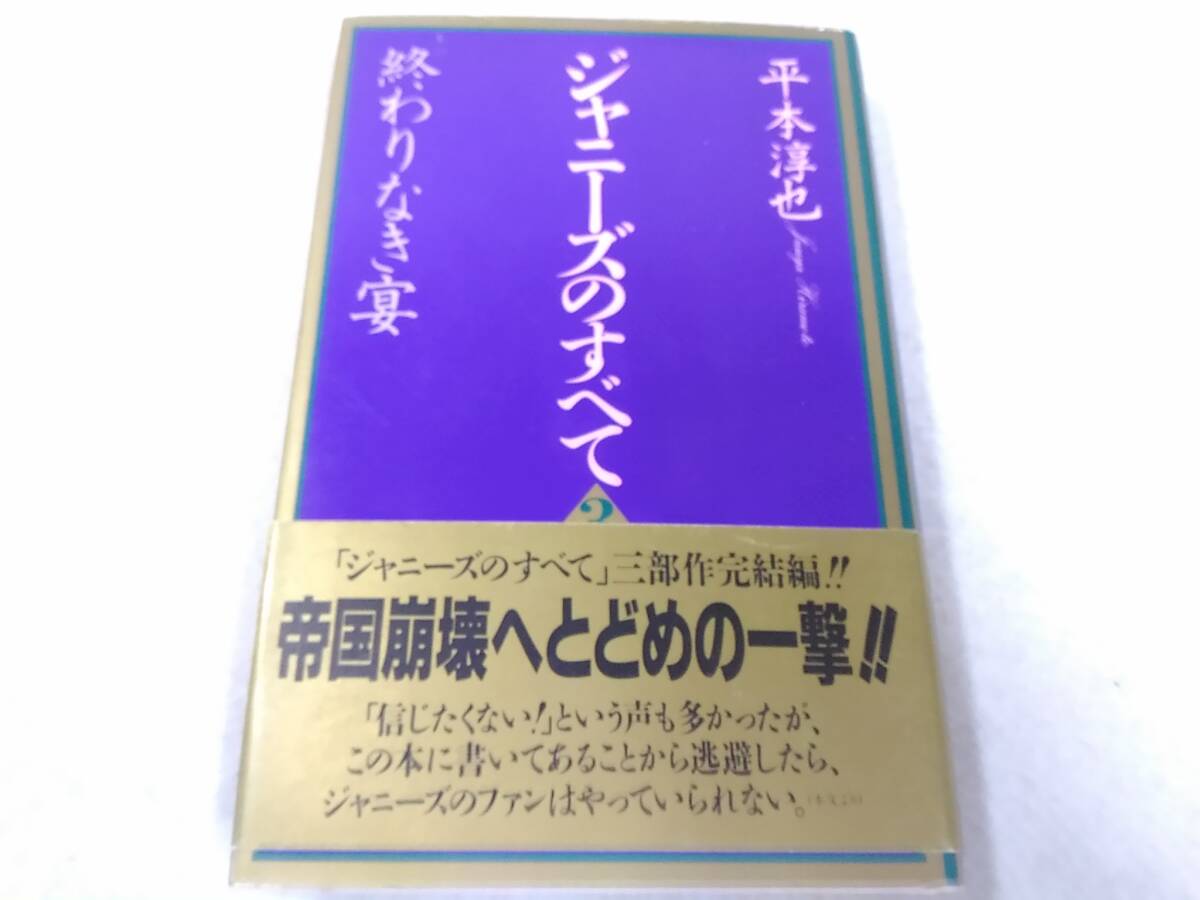 平本淳也
Junya Hiramoto
ジャニーズのすべて
3
終わりなき宴
「ジャニーズのすべて」三部作完結編!!
帝国崩壊へとどめの一撃!!
「信じたくない!」という声も多かったが、
この本に書いてあることから逃避したら、
ジャニーズのファンはやっていられない。